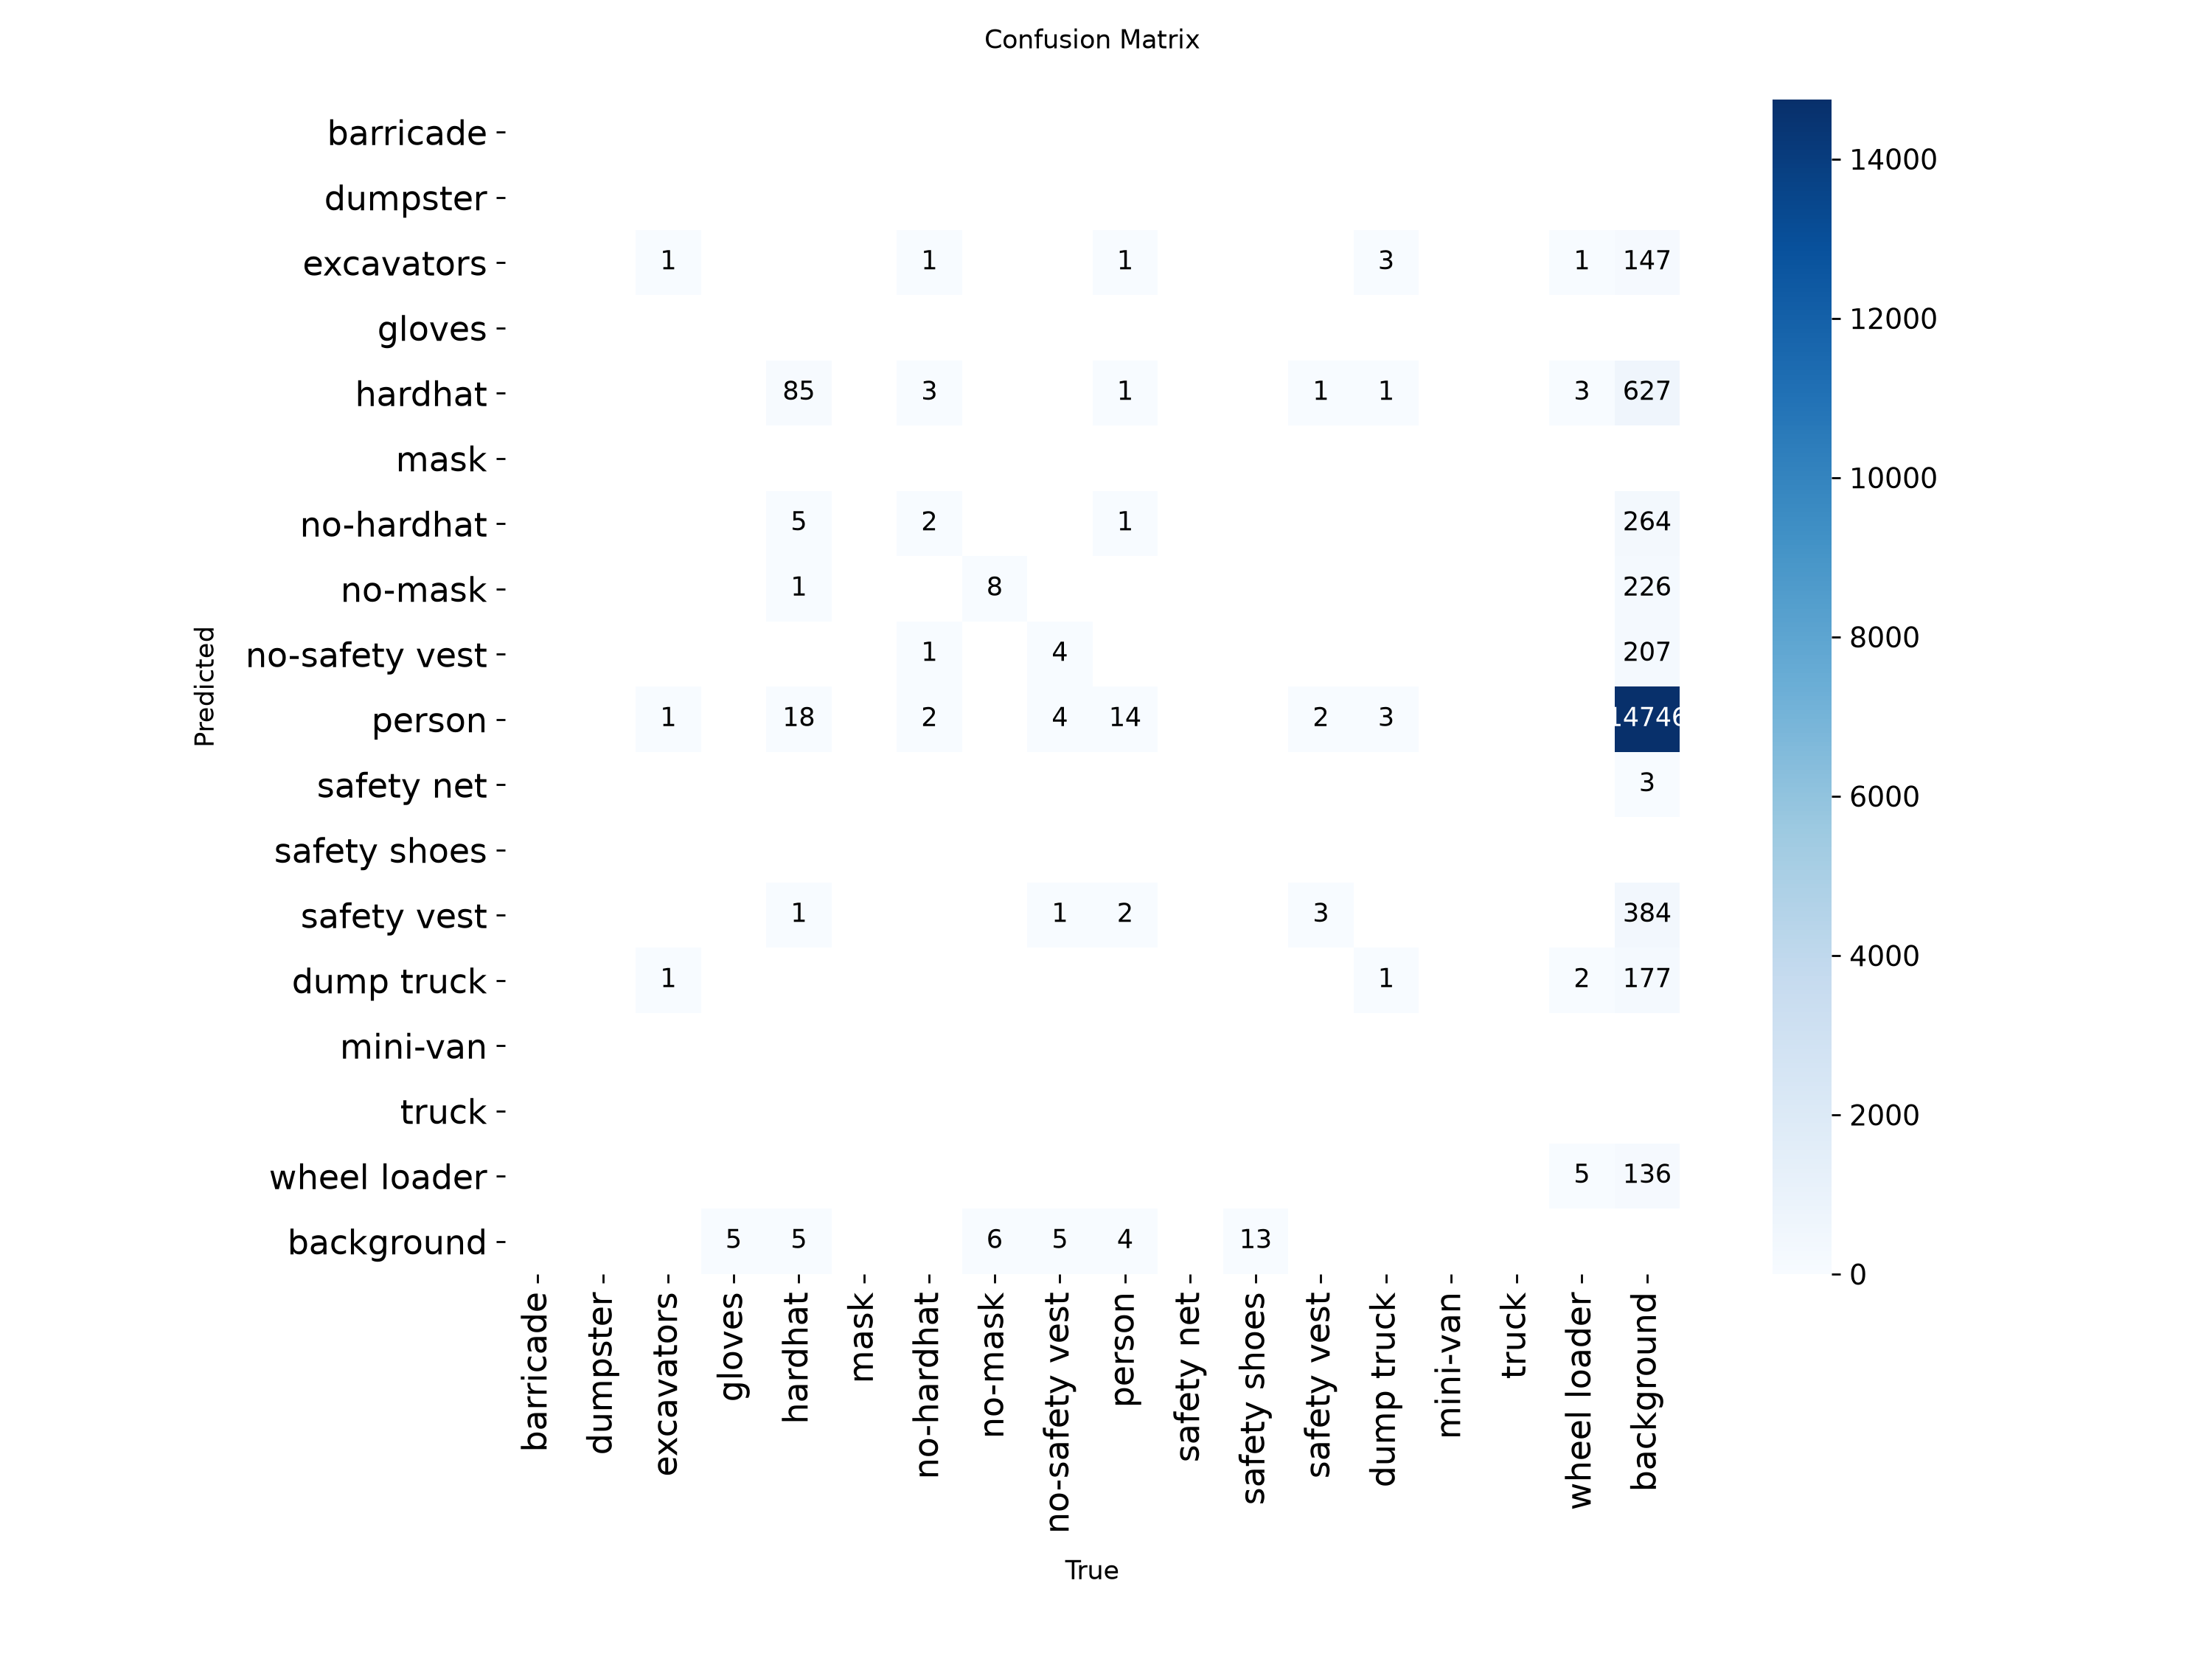 Confusion Matrix
barricade
dumpster
excavators 1 1 1 3 1 147
gloves
hardhat 85 3 1 1 1 3 627
mask
no-hardhat 5 2 1 264
no-mask 1 8 226
no-safety vest 1 4 207
person 1 18 2 4 14 2 3 14746
safety net 3
safety shoes
safety vest 1 1 2 3 384
dump truck 1 1 2 177
mini-van
truck
wheel loader 5 136
background 5 5 6 5 4 13
Predicted
barricade
dumpster
excavators
gloves
hardhat
mask
no-hardhat
no-mask
no-safety vest
person
safety net
safety shoes
safety vest
dump truck
mini-van
truck
wheel loader
background
True
14000
12000
10000
8000
6000
4000
2000
0